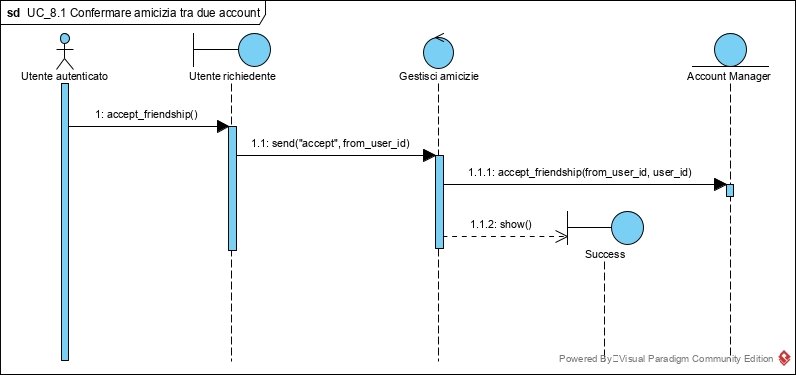 sd UC_8.1 Confermare amicizia tra due account
Utente autenticato
Utente richiedente
Gestisci amicizie
Account Manager
1: accept_friendship()
1.1: send("accept", from_user_id)
1.1.1: accept_friendship(from_user_id, user_id)
1.1.2: show()
Success
Powered By Visual Paradigm Community Edition